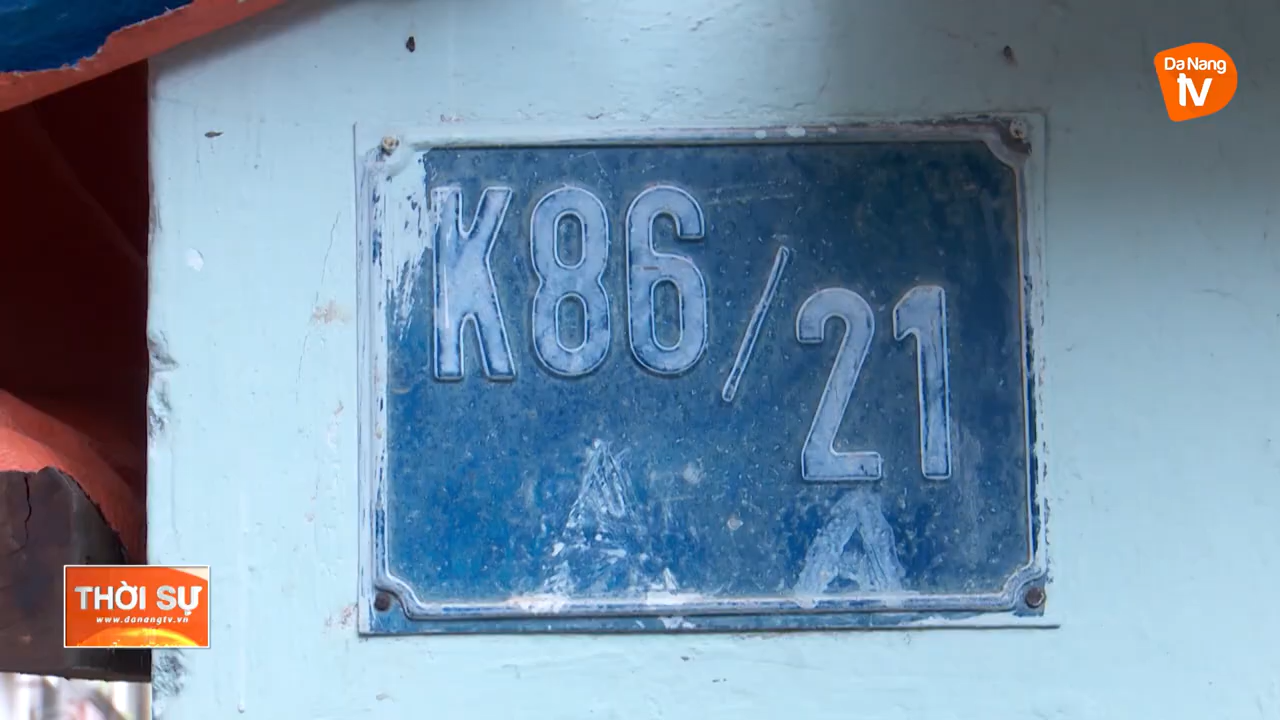 Da Nang
tv
K86/21
A
THỜI SỰ
www.danangtv.vn